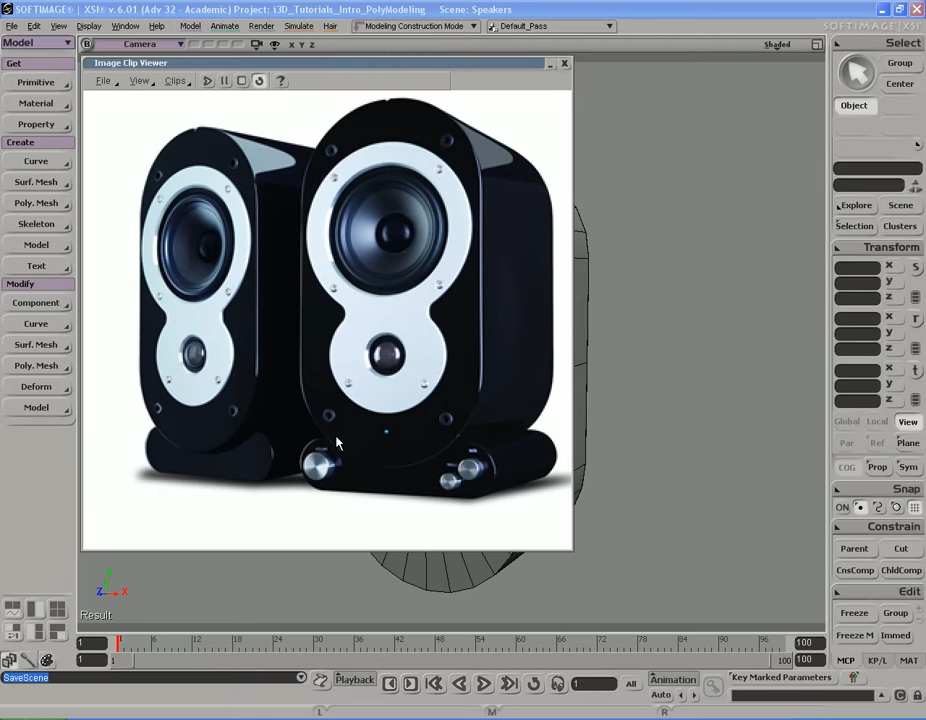 SOFTIMAGE® | XSI® v.6.01 (Adv 32 - Academic) Project: i3D_Tutorials_Intro_PolyModeling Scene: Speakers
File Edit View Display Window Help Model Animate Render Simulate Hair Modeling Construction Mode Default_Pass SOFTIMAGE|XSI
Model B Camera X Y Z Shaded Select
Image Clip Viewer
File View Clips ?
Get
Primitive
Material
Property
Create
Curve
Surf. Mesh
Poly. Mesh
Skeleton
Model
Text
Modify
Component
Curve
Surf. Mesh
Poly. Mesh
Deform
Model
Group
Center
Object
Explore Scene
Selection Clusters
Transform
x s
y
z
x r
y
z
x t
y
z
Global Local View
Par Ref Plane
COG Prop Sym
Snap
ON
Constrain
Parent Cut
CnsComp ChldComp
Edit
Freeze Group
Freeze M Immed
MCP KP/L MAT
Y
Z X
Result
1 1 6 12 18 24 30 36 42 48 54 60 66 72 78 84 90 96 100
1 1 100 100
SaveScene Playback 1 All Animation Key Marked Parameters
Auto
L M R